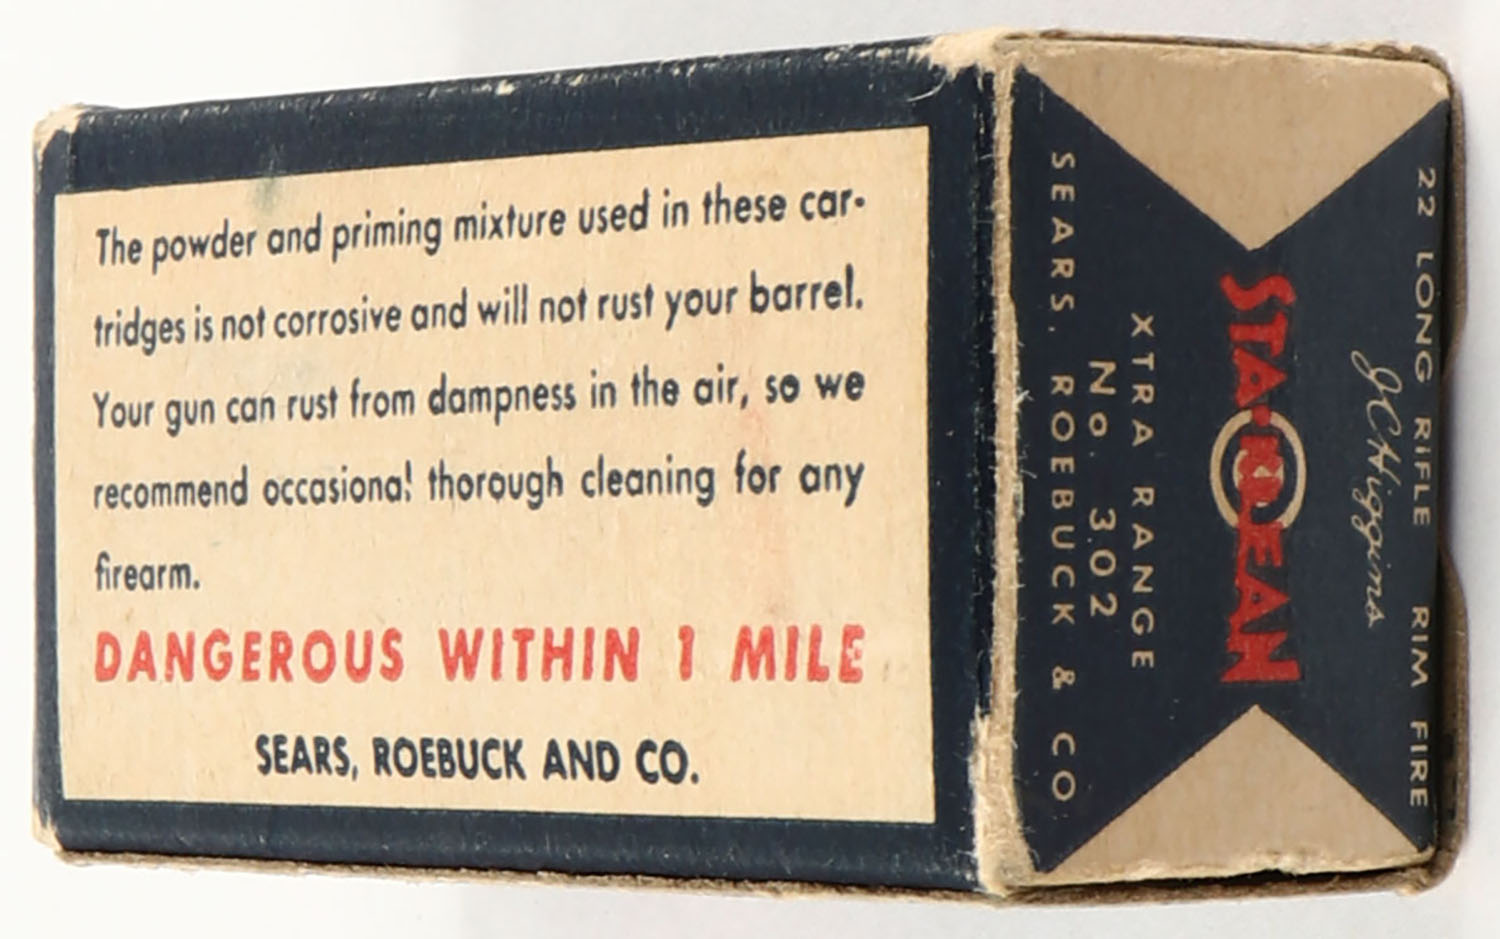 The powder and priming mixture used in these car-
tridges is not corrosive and will not rust your barrel.
Your gun can rust from dampness in the air, so we
recommend occasional thorough cleaning for any
firearm.
DANGEROUS WITHIN 1 MILE
SEARS, ROEBUCK AND CO.
22 LONG RIFLE RIM FIRE
J.C. Higgins
STA-KLEAN
XTRA RANGE
No. 302
SEARS, ROEBUCK & CO